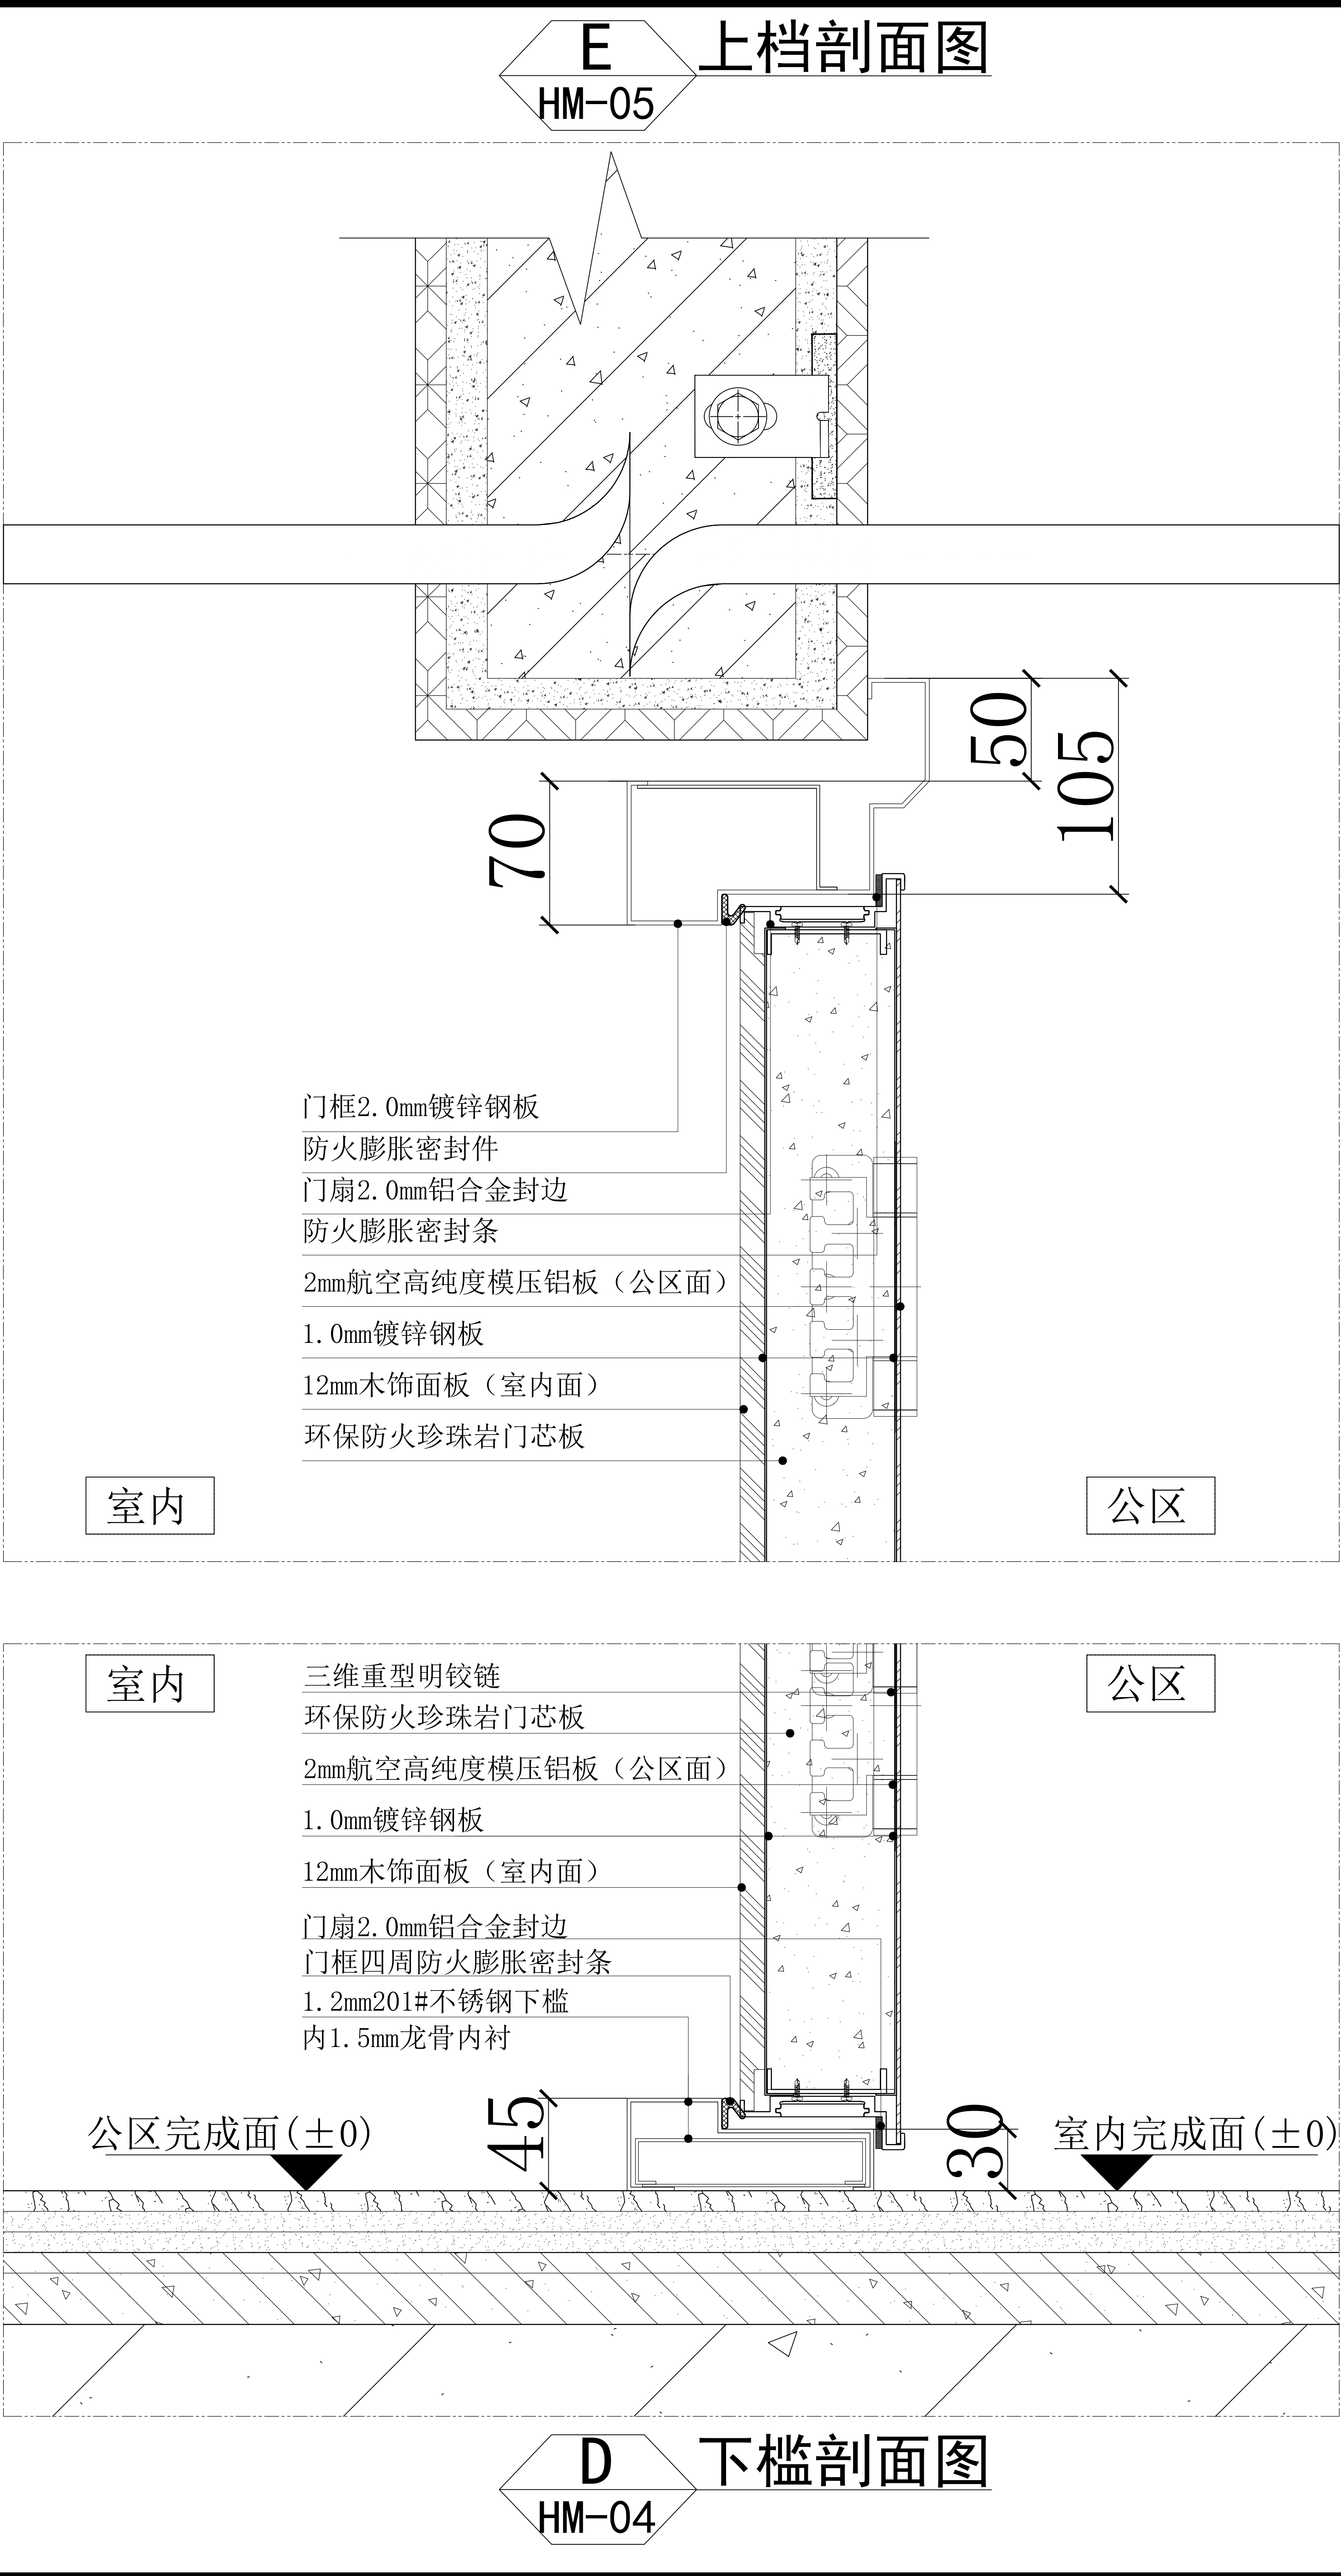 E
HM-05
上档剖面图
50
105
70
门框2.0mm镀锌钢板
防火膨胀密封件
门扇2.0mm铝合金封边
防火膨胀密封条
2mm航空高纯度模压铝板（公区面）
1.0mm镀锌钢板
12mm木饰面板（室内面）
环保防火珍珠岩门芯板
室内
公区
室内
公区
三维重型明铰链
环保防火珍珠岩门芯板
2mm航空高纯度模压铝板（公区面）
1.0mm镀锌钢板
12mm木饰面板（室内面）
门扇2.0mm铝合金封边
门框四周防火膨胀密封条
1.2mm201#不锈钢下槛
内1.5mm龙骨内衬
45
30
公区完成面(±0)
室内完成面(±0)
D
HM-04
下槛剖面图